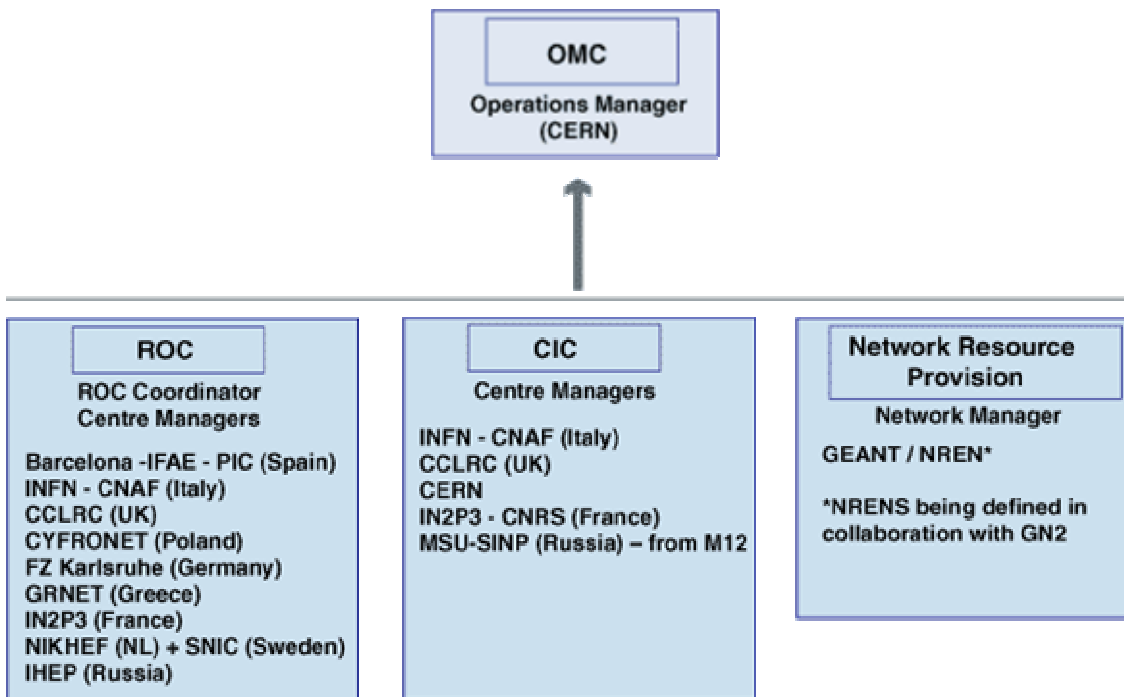 OMC
Operations Manager
(CERN)
ROC
ROC Coordinator
Centre Managers
Barcelona -IFAE - PIC (Spain)
INFN - CNAF (Italy)
CCLRC (UK)
CYFRONET (Poland)
FZ Karlsruhe (Germany)
GRNET (Greece)
IN2P3 (France)
NIKHEF (NL) + SNIC (Sweden)
IHEP (Russia)
CIC
Centre Managers
INFN - CNAF (Italy)
CCLRC (UK)
CERN
IN2P3 - CNRS (France)
MSU-SINP (Russia) – from M12
Network Resource
Provision
Network Manager
GEANT / NREN*
*NRENS being defined in
collaboration with GN2